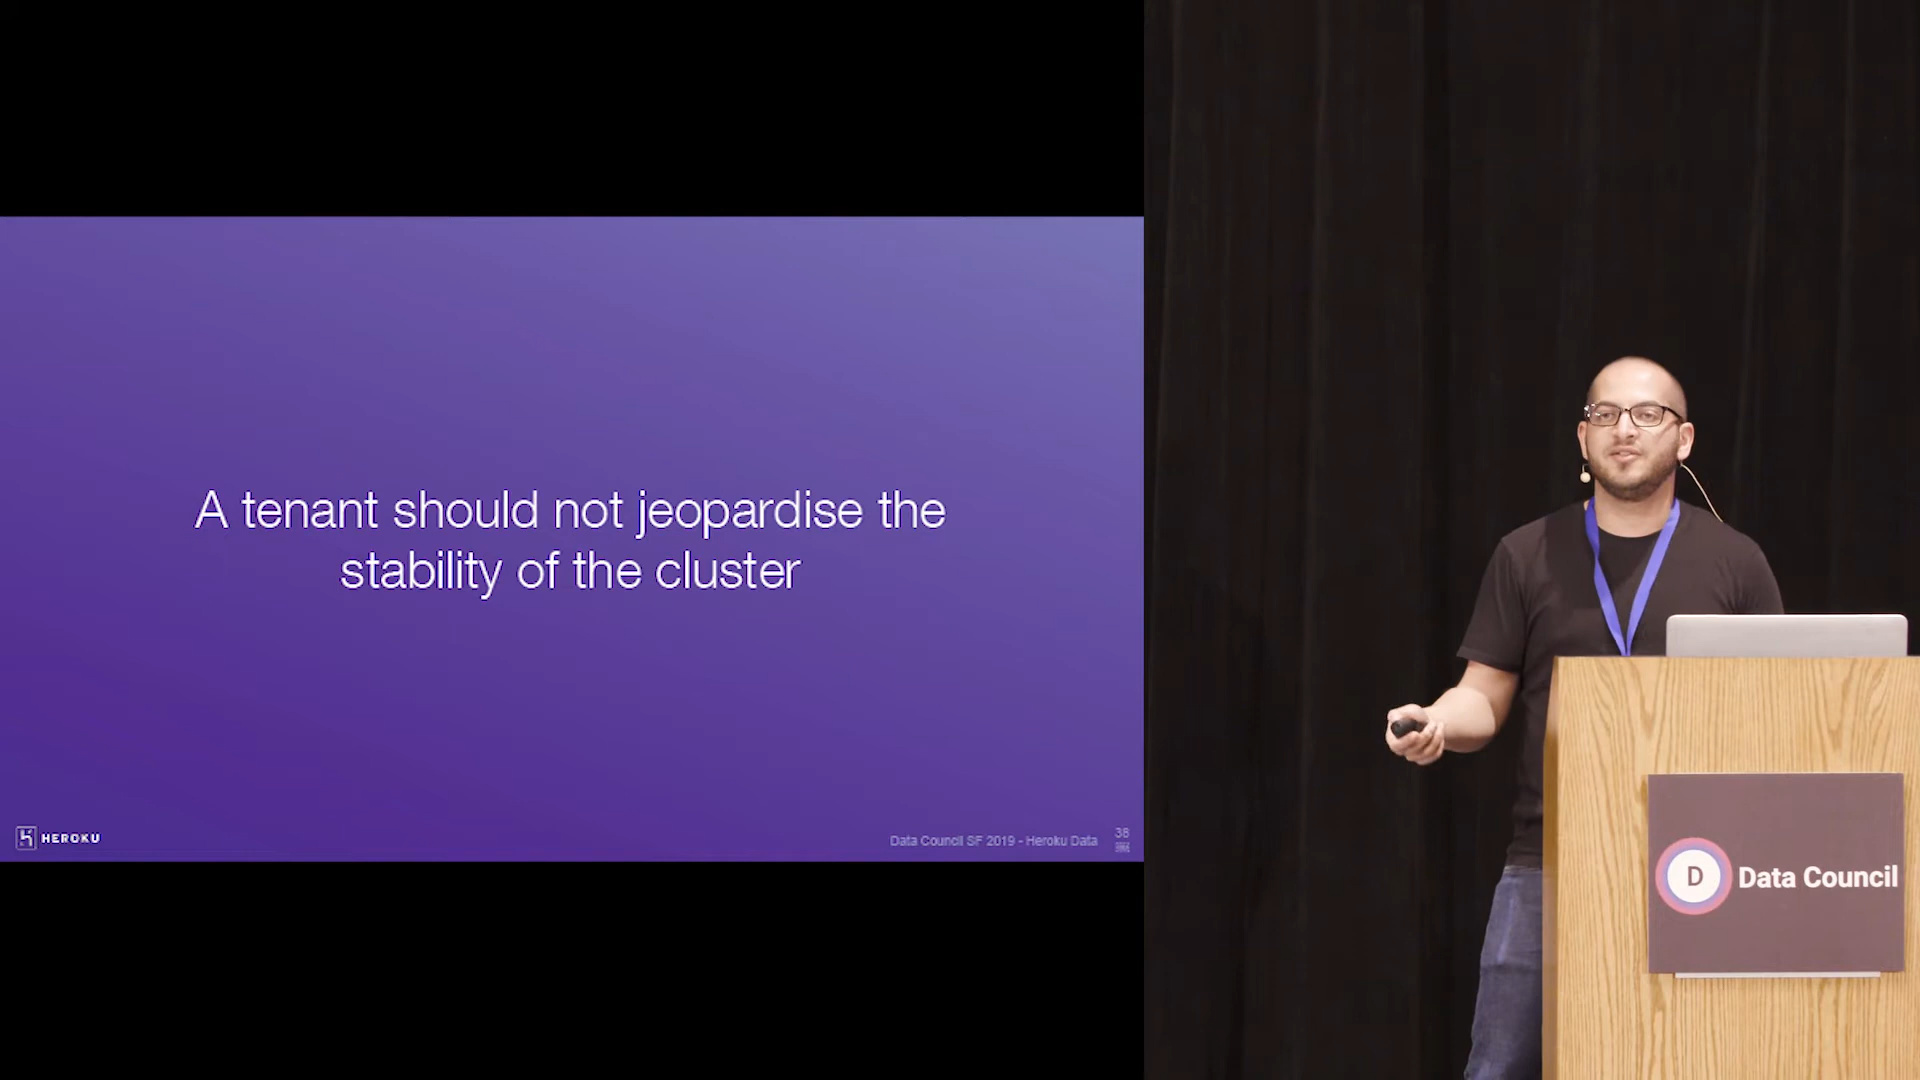 A tenant should not jeopardise the
stability of the cluster
HEROKU
Data Council SF 2019 - Heroku Data
38
D Data Council